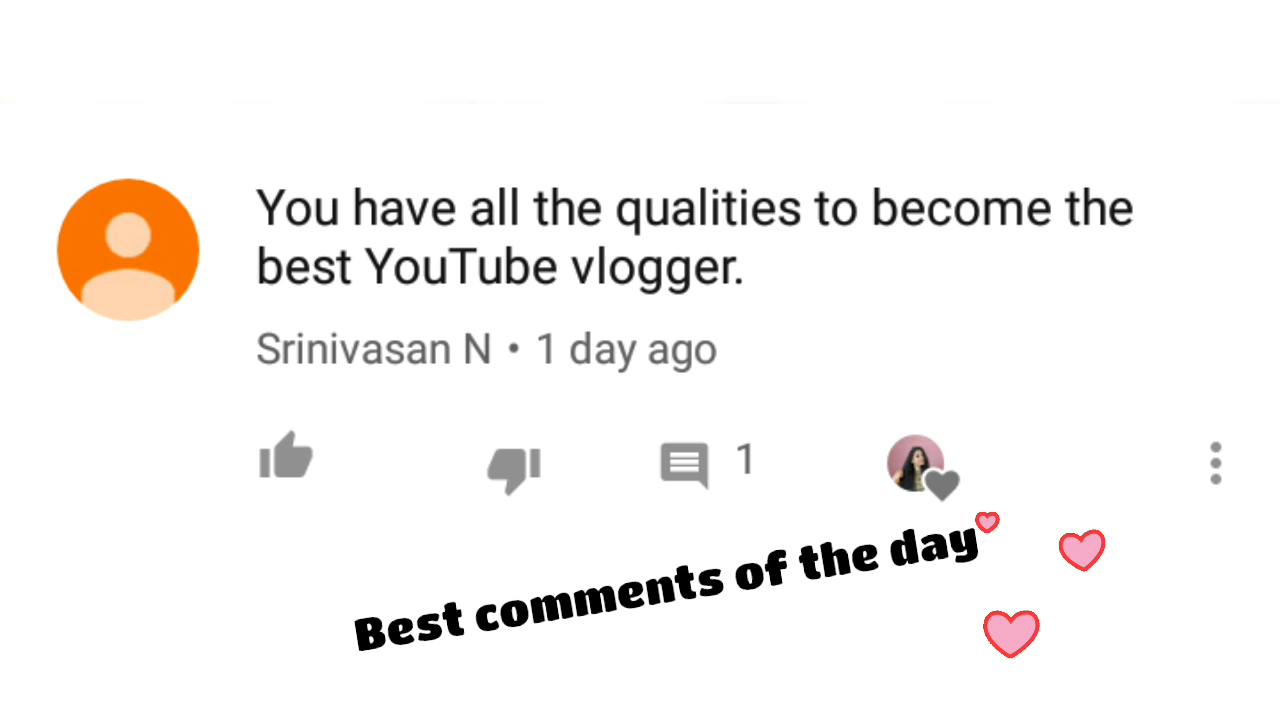 You have all the qualities to become the
best YouTube vlogger.
Srinivasan N • 1 day ago
1
Best comments of the day